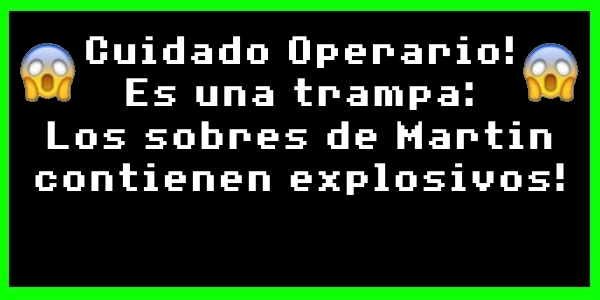 Cuidado Operario!
Es una trampa:
Los sobres de Martin
contienen explosivos!